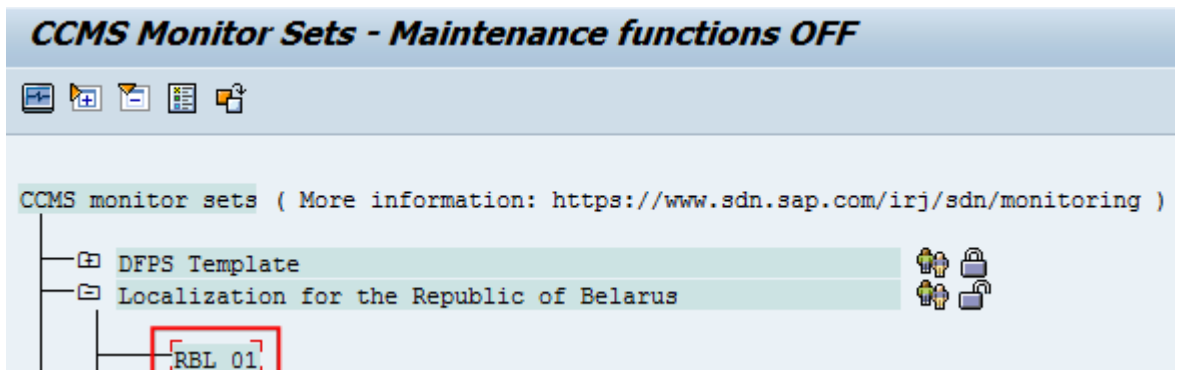 CCMS Monitor Sets - Maintenance functions OFF
CCMS monitor sets ( More information: https://www.sdn.sap.com/irj/sdn/monitoring )
DFPS Template
Localization for the Republic of Belarus
RBL 01